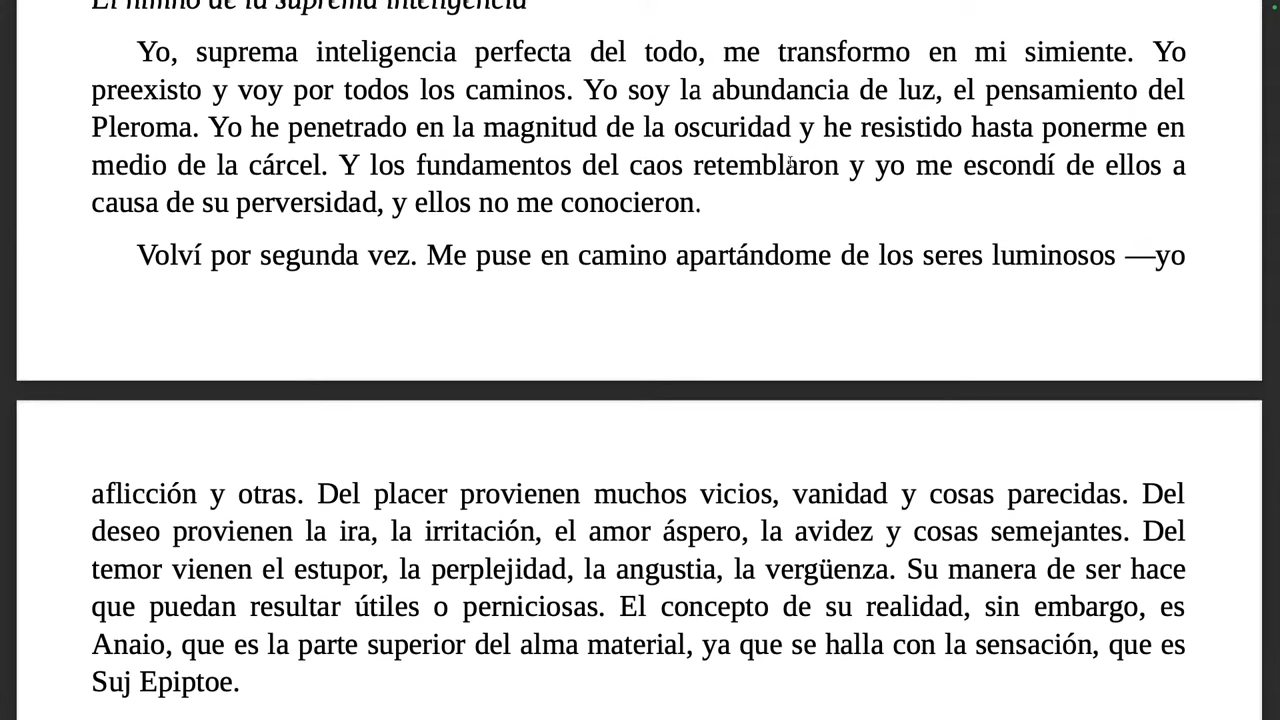 El himno de la suprema inteligencia
Yo, suprema inteligencia perfecta del todo, me transformo en mi simiente. Yo
preexisto y voy por todos los caminos. Yo soy la abundancia de luz, el pensamiento del
Pleroma. Yo he penetrado en la magnitud de la oscuridad y he resistido hasta ponerme en
medio de la cárcel. Y los fundamentos del caos retemblaron y yo me escondí de ellos a
causa de su perversidad, y ellos no me conocieron.
Volví por segunda vez. Me puse en camino apartándome de los seres luminosos —yo
aflicción y otras. Del placer provienen muchos vicios, vanidad y cosas parecidas. Del
deseo provienen la ira, la irritación, el amor áspero, la avidez y cosas semejantes. Del
temor vienen el estupor, la perplejidad, la angustia, la vergüenza. Su manera de ser hace
que puedan resultar útiles o perniciosas. El concepto de su realidad, sin embargo, es
Anaio, que es la parte superior del alma material, ya que se halla con la sensación, que es
Suj Epiptoe.